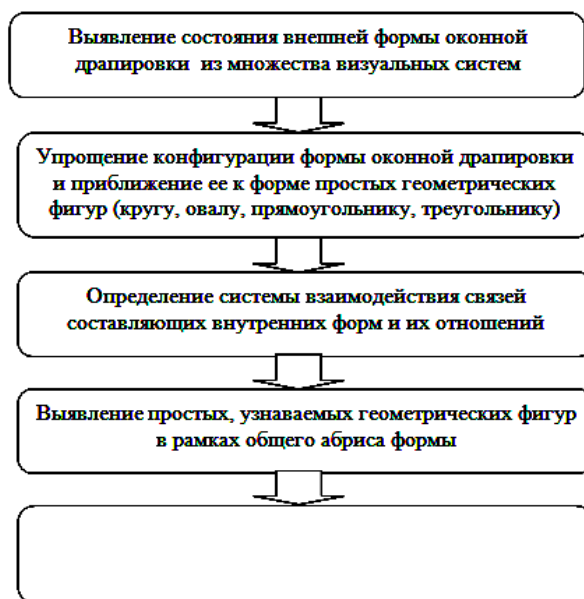 Выявление состояния внешней формы оконной
драпировки из множества визуальных систем
Упрощение конфигурации формы оконной драпировки
и приближение ее к форме простых геометрических
фигур (кругу, овалу, прямоугольнику, треугольнику)
Определение системы взаимодействия связей
составляющих внутренних форм и их отношений
Выявление простых, узнаваемых геометрических фигур
в рамках общего абриса формы